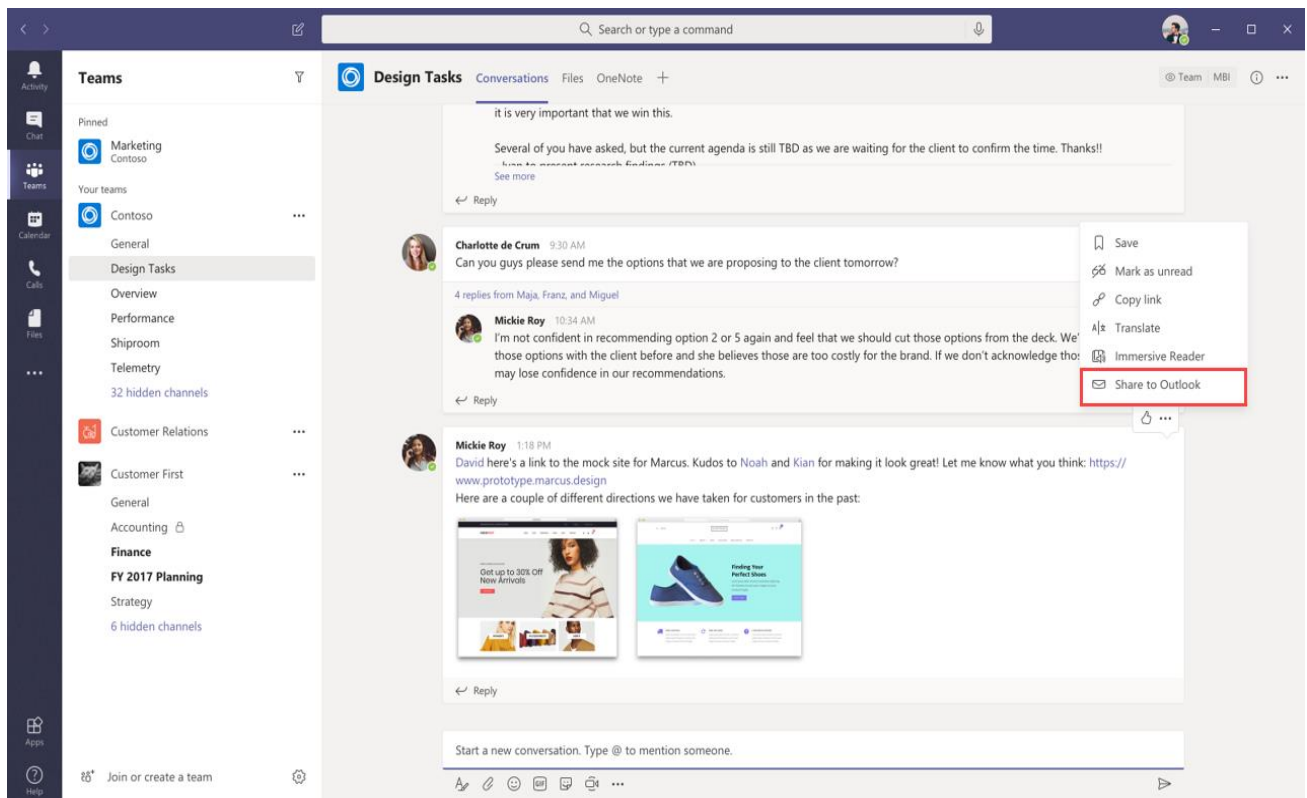 Search or type a command
Activity
Chat
Teams
Calendar
Calls
Files
Apps
Help
Teams
Pinned
Marketing
Contoso
Your teams
Contoso
General
Design Tasks
Overview
Performance
Shiproom
Telemetry
32 hidden channels
Customer Relations
Customer First
General
Accounting
Finance
FY 2017 Planning
Strategy
6 hidden channels
Join or create a team
Design Tasks Conversations Files OneNote
Team MBI
it is very important that we win this.
Several of you have asked, but the current agenda is still TBD as we are waiting for the client to confirm the time. Thanks!!
See more
Reply
Charlotte de Crum 9:30 AM
Can you guys please send me the options that we are proposing to the client tomorrow?
4 replies from Maja, Franz, and Miguel
Mickie Roy 10:34 AM
I'm not confident in recommending option 2 or 5 again and feel that we should cut those options from the deck. We'
those options with the client before and she believes those are too costly for the brand. If we don't acknowledge thos
may lose confidence in our recommendations.
Reply
Save
Mark as unread
Copy link
Translate
Immersive Reader
Share to Outlook
Mickie Roy 1:18 PM
David here's a link to the mock site for Marcus. Kudos to Noah and Kian for making it look great! Let me know what you think: https://
www.prototype.marcus.design
Here are a couple of different directions we have taken for customers in the past:
Get up to 30% Off
New Arrivals
Finding Your
Perfect Shoes
Reply
Start a new conversation. Type @ to mention someone.
GIF